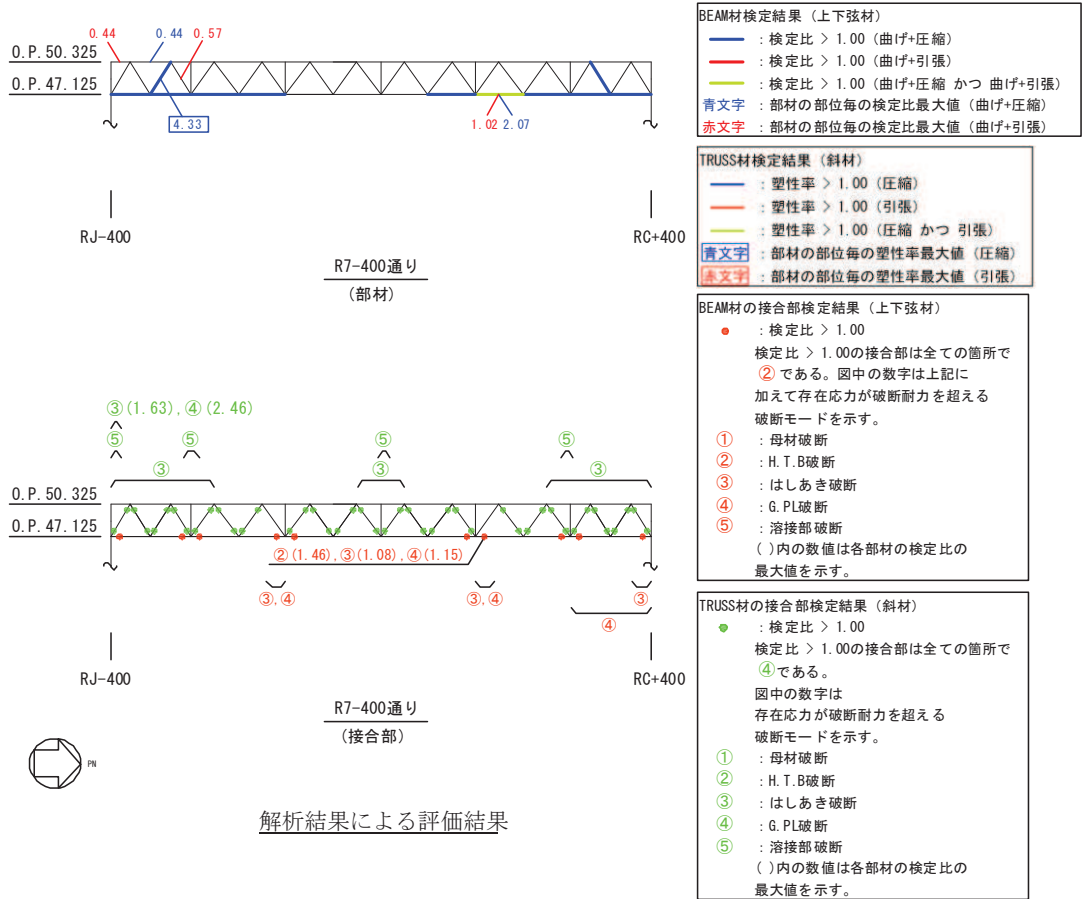 0.44
0.44
0.57
O.P.50.325
O.P.47.125
4.33
1.02
2.07
RJ-400
RC+400
R7-400通り
(部材)
③(1.63),④(2.46)
⑤
⑤
⑤
⑤
③
③
③
O.P.50.325
O.P.47.125
②(1.46),③(1.08),④(1.15)
③,④
③,④
③
④
RJ-400
RC+400
R7-400通り
(接合部)
PN
解析結果による評価結果
BEAM材検定結果(上下弦材)
:検定比 > 1.00 (曲げ+圧縮)
:検定比 > 1.00 (曲げ+引張)
:検定比 > 1.00 (曲げ+圧縮 かつ 曲げ+引張)
青文字 :部材の部位毎の検定比最大値 (曲げ+圧縮)
赤文字 :部材の部位毎の検定比最大値 (曲げ+引張)
TRUSS材検定結果 (斜材)
:塑性率 > 1.00 (圧縮)
:塑性率 > 1.00 (引張)
:塑性率 > 1.00 (圧縮 かつ 引張)
青文字 :部材の部位毎の塑性率最大値 (圧縮)
赤文字 :部材の部位毎の塑性率最大値 (引張)
BEAM材の接合部検定結果(上下弦材)
:検定比 > 1.00
検定比 > 1.00の接合部は全ての箇所で
②である。図中の数字は上記に
加えて存在応力が破断耐力を超える
破断モードを示す。
① :母材破断
② :H.T.B破断
③ :はしあき破断
④ :G.PL破断
⑤ :溶接部破断
( )内の数値は各部材の検定比の
最大値を示す。
TRUSS材の接合部検定結果(斜材)
:検定比 > 1.00
検定比 > 1.00の接合部は全ての箇所で
④である。
図中の数字は
存在応力が破断耐力を超える
破断モードを示す。
① :母材破断
② :H.T.B破断
③ :はしあき破断
④ :G.PL破断
⑤ :溶接部破断
( )内の数値は各部材の検定比の
最大値を示す。